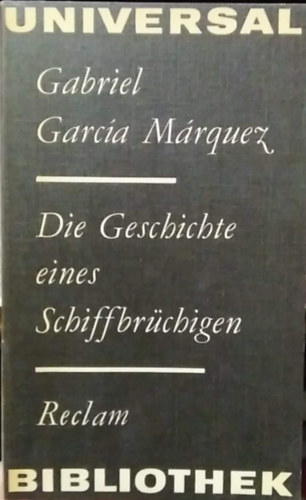 UNIVERSAL
Gabriel
García Márquez
Die Geschichte
eines
Schiffbrüchigen
Reclam
BIBLIOTHEK